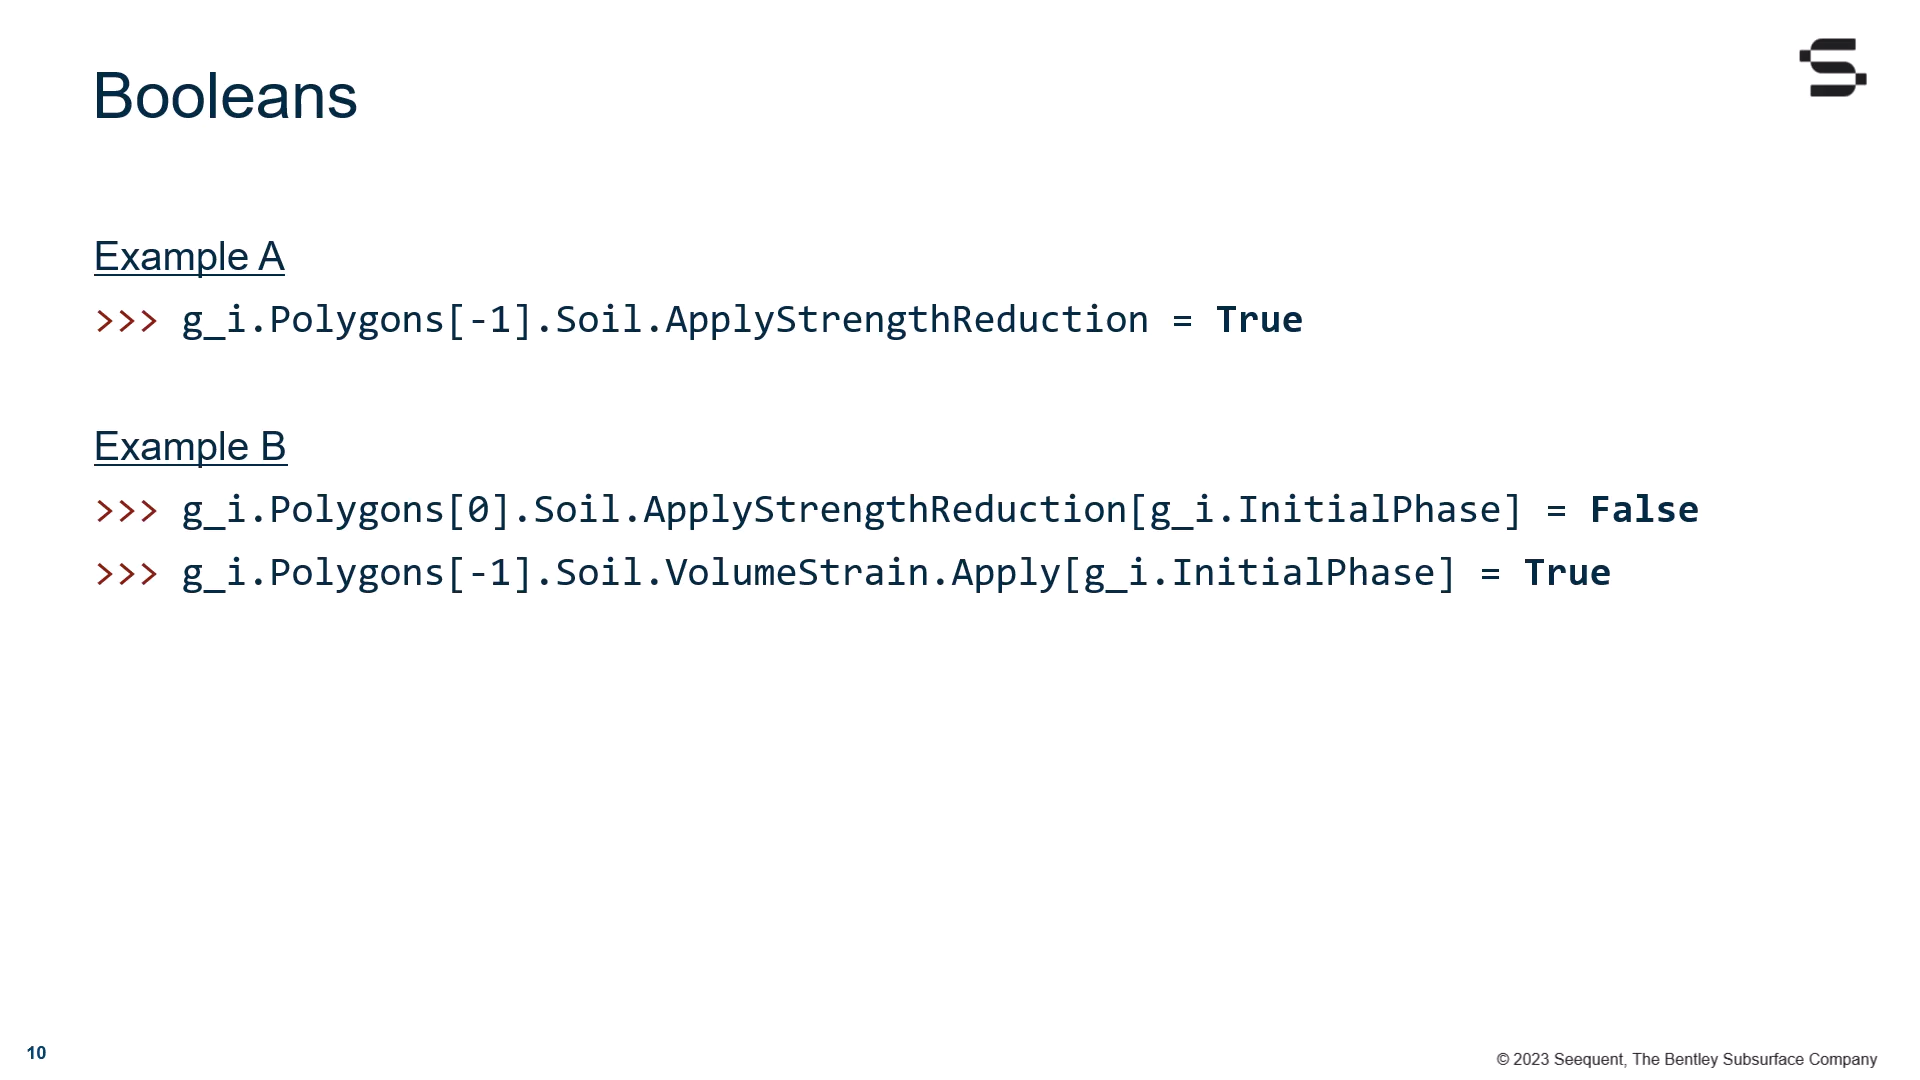 Booleans
Example A
>>> g_i.Polygons[-1].Soil.ApplyStrengthReduction = True
Example B
>>> g_i.Polygons[0].Soil.ApplyStrengthReduction[g_i.InitialPhase] = False
>>> g_i.Polygons[-1].Soil.VolumeStrain.Apply[g_i.InitialPhase] = True
10
© 2023 Seequent, The Bentley Subsurface Company